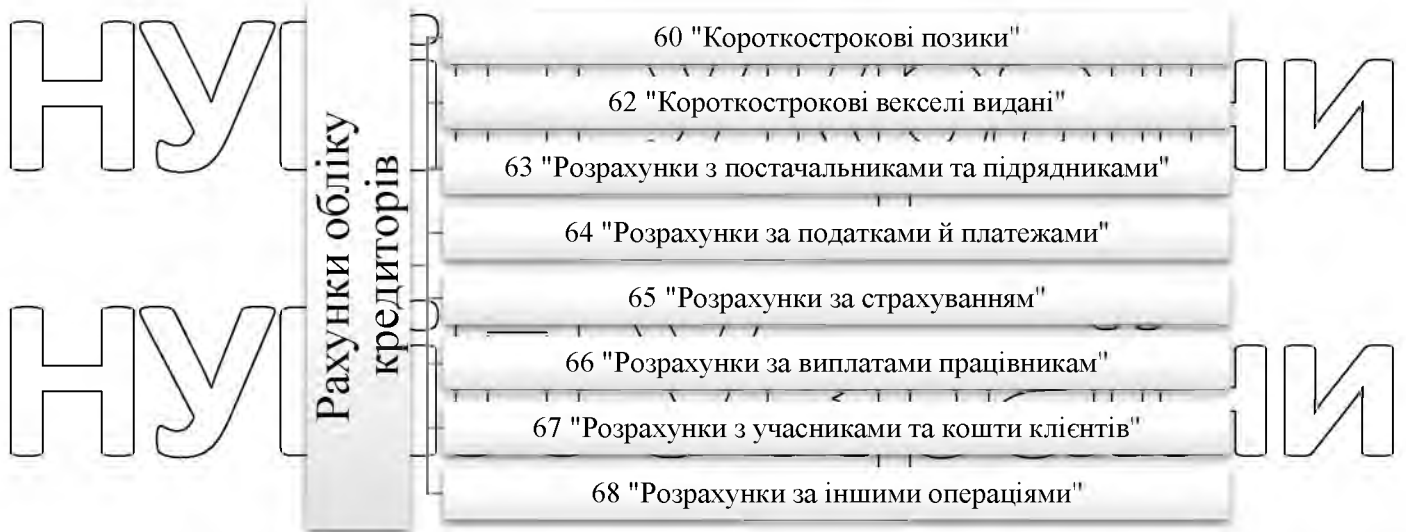 Рахунки обліку
кредиторів
60 "Короткострокові позики"
62 "Короткострокові векселі видані"
63 "Розрахунки з постачальниками та підрядниками"
64 "Розрахунки за податками й платежами"
65 "Розрахунки за страхуванням"
66 "Розрахунки за виплатами працівникам"
67 "Розрахунки з учасниками та кошти клієнтів"
68 "Розрахунки за іншими операціями"